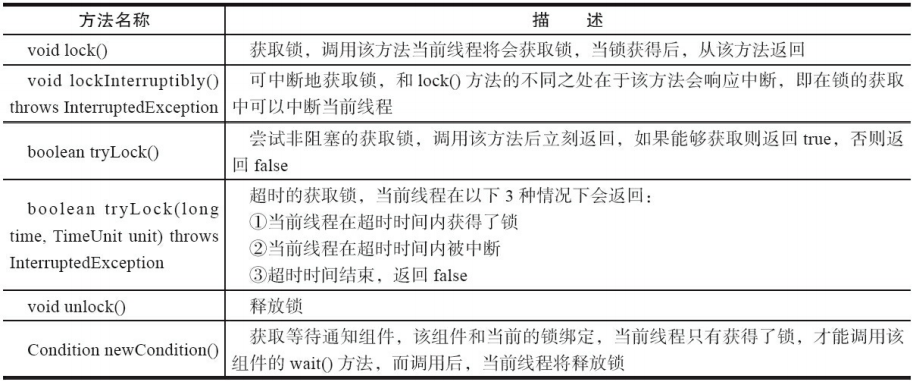 方法名称 描 述
void lock() 获取锁，调用该方法当前线程将会获取锁，当锁获得后，从该方法返回
void lockInterruptibly()
throws InterruptedException
可中断地获取锁，和 lock() 方法的不同之处在于该方法会响应中断，即在锁的获取
中可以中断当前线程
boolean tryLock()
尝试非阻塞的获取锁，调用该方法后立刻返回，如果能够获取则返回 true，否则返
回 false
boolean tryLock(long
time, TimeUnit unit) throws
InterruptedException
超时的获取锁，当前线程在以下 3 种情况下会返回：
①当前线程在超时时间内获得了锁
②当前线程在超时时间内被中断
③超时时间结束，返回 false
void unlock() 释放锁
Condition newCondition()
获取等待通知组件，该组件和当前的锁绑定，当前线程只有获得了锁，才能调用该
组件的 wait() 方法，而调用后，当前线程将释放锁